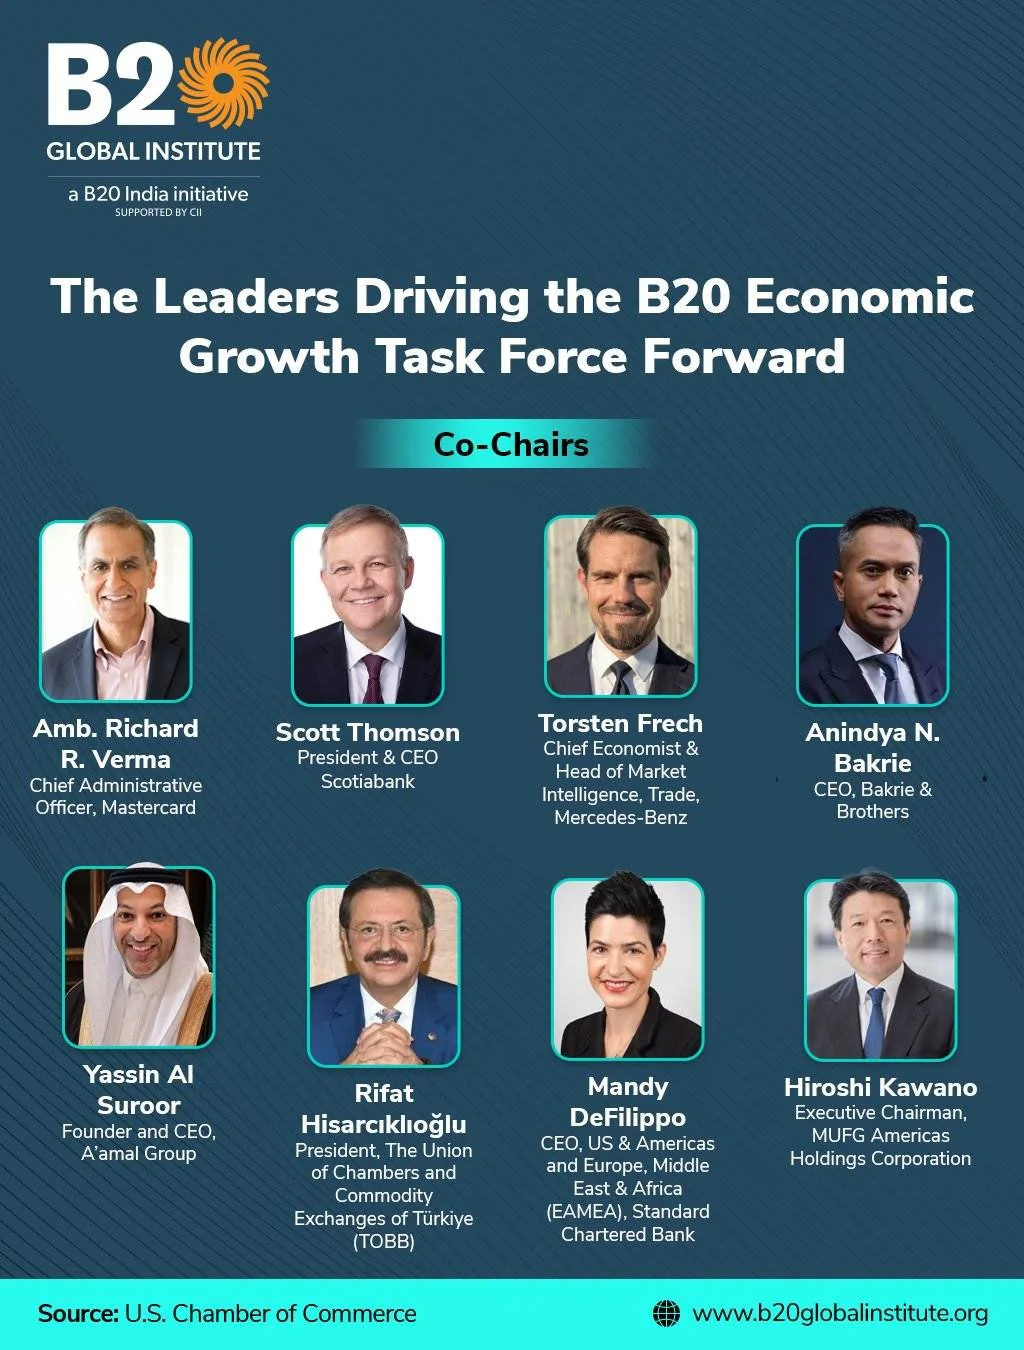 B20
GLOBAL INSTITUTE
a B20 India initiative
SUPPORTED BY CII
The Leaders Driving the B20 Economic
Growth Task Force Forward
Co-Chairs
Amb. Richard
R. Verma
Chief Administrative
Officer, Mastercard
Scott Thomson
President & CEO
Scotiabank
Torsten Frech
Chief Economist &
Head of Market
Intelligence, Trade,
Mercedes-Benz
Anindya N.
Bakrie
CEO, Bakrie &
Brothers
Yassin Al
Suroor
Founder and CEO,
A'amal Group
Rifat
Hisarcıklıoğlu
President, The Union
of Chambers and
Commodity
Exchanges of Türkiye
(TOBB)
Mandy
DeFilippo
CEO, US & Americas
and Europe, Middle
East & Africa
(EAMEA), Standard
Chartered Bank
Hiroshi Kawano
Executive Chairman,
MUFG Americas
Holdings Corporation
Source: U.S. Chamber of Commerce
www.b20globalinstitute.org